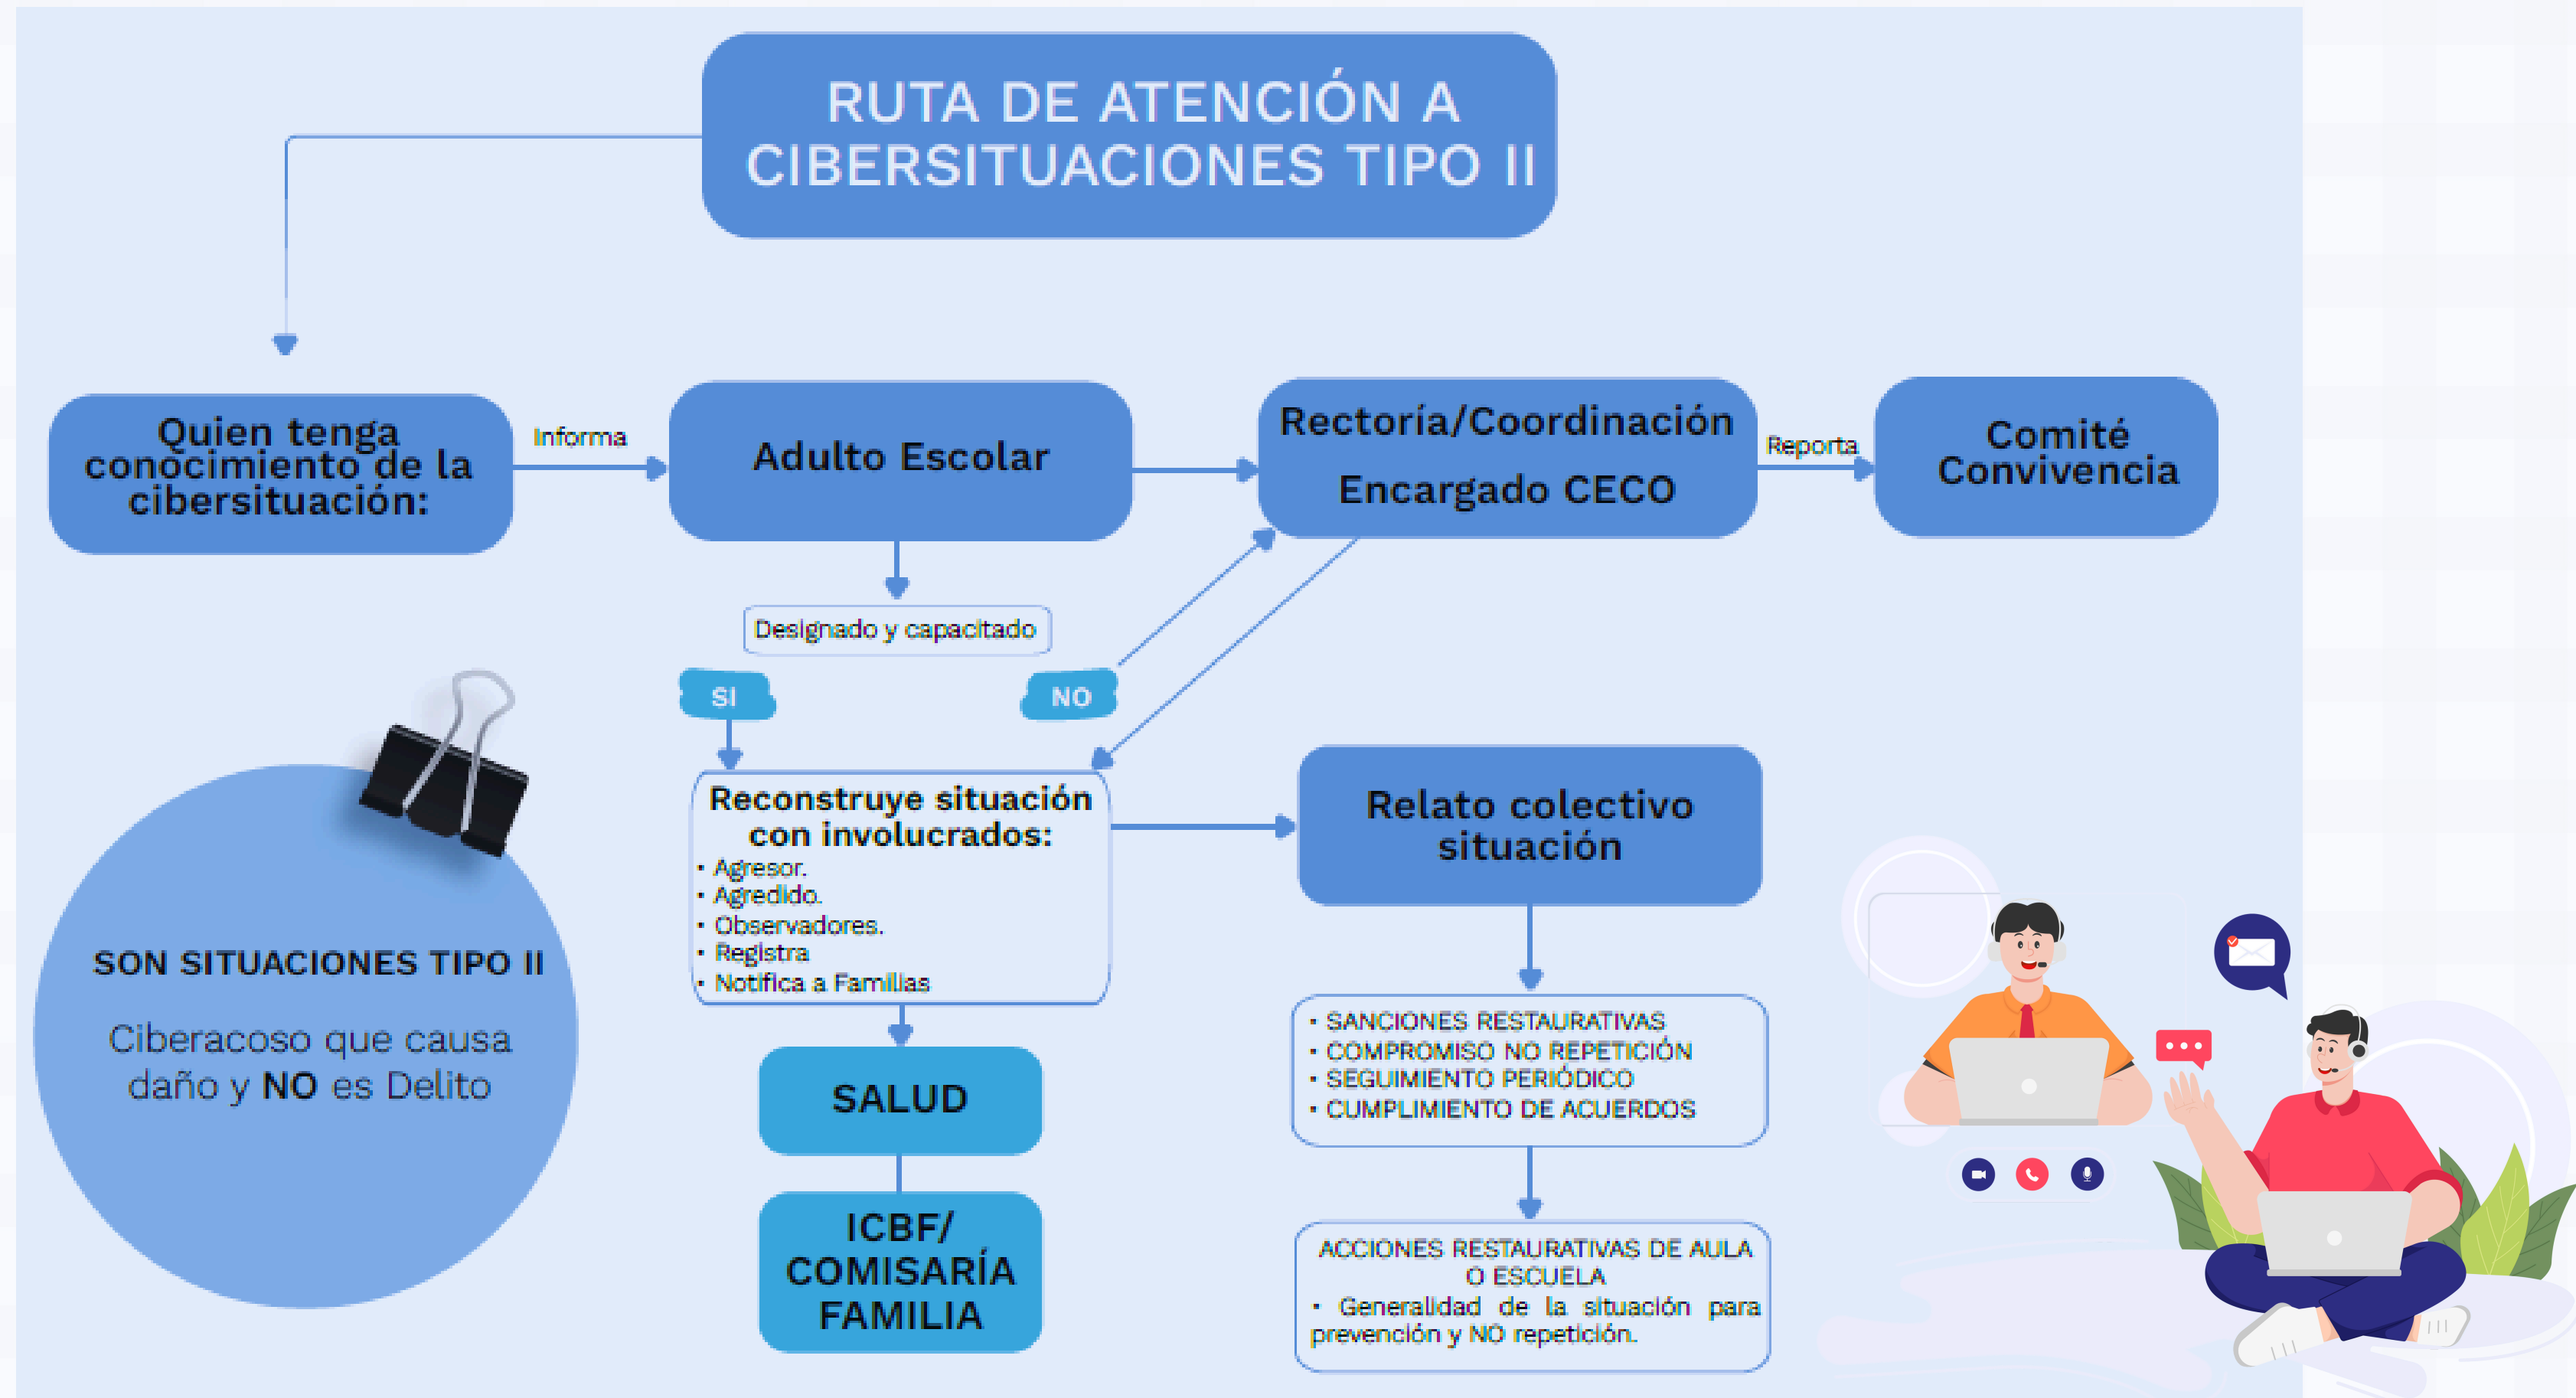 RUTA DE ATENCIÓN A
CIBERSITUACIONES TIPO II
Quien tenga
conocimiento de la
cibersituación:
Informa
Adulto Escolar
Rectoría/Coordinación
Encargado CECO
Reporta
Comité
Convivencia
Designado y capacitado
SI
NO
Reconstruye situación
con involucrados:
• Agresor.
• Agredido.
• Observadores.
• Registra
• Notifica a Familias
Relato colectivo
situación
SON SITUACIONES TIPO II
Ciberacoso que causa
daño y NO es Delito
SALUD
ICBF/
COMISARÍA
FAMILIA
• SANCIONES RESTAURATIVAS
• COMPROMISO NO REPETICIÓN
• SEGUIMIENTO PERIÓDICO
• CUMPLIMIENTO DE ACUERDOS
ACCIONES RESTAURATIVAS DE AULA
O ESCUELA
• Generalidad de la situación para
prevención y NO repetición.